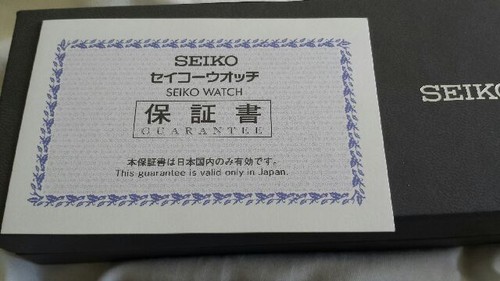 SEIKO
セイコーウオッチ
SEIKO WATCH
保証書
GUARANTEE
本保証書は日本国内のみ有効です。
This guarantee is valid only in Japan.
SEIKO